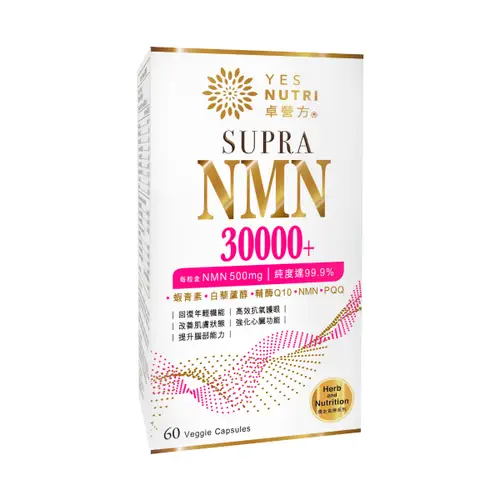 YES
NUTRI
卓營方®
SUPRA
NMN
30000+
每粒含NMN 500mg | 純度達99.9%
•蝦青素•白藜蘆醇•輔酶Q10•NMN•PQQ
| 回復年輕機能 | 高效抗氧護眼
| 改善肌膚狀態 | 強化心臟功能
| 提升腦部能力
Herb
and
Nutrition
60 Veggie Capsules